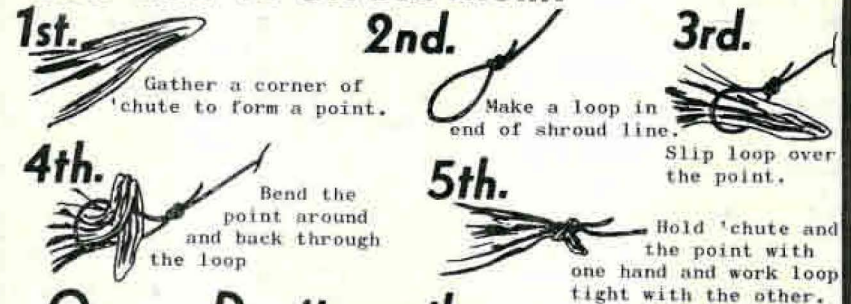 1st.
Gather a corner of
'chute to form a point.
2nd.
Make a loop in
end of shroud line.
3rd.
Slip loop over
the point.
4th.
Bend the
point around
and back through
the loop
5th.
Hold 'chute and
the point with
one hand and work loop
tight with the other.